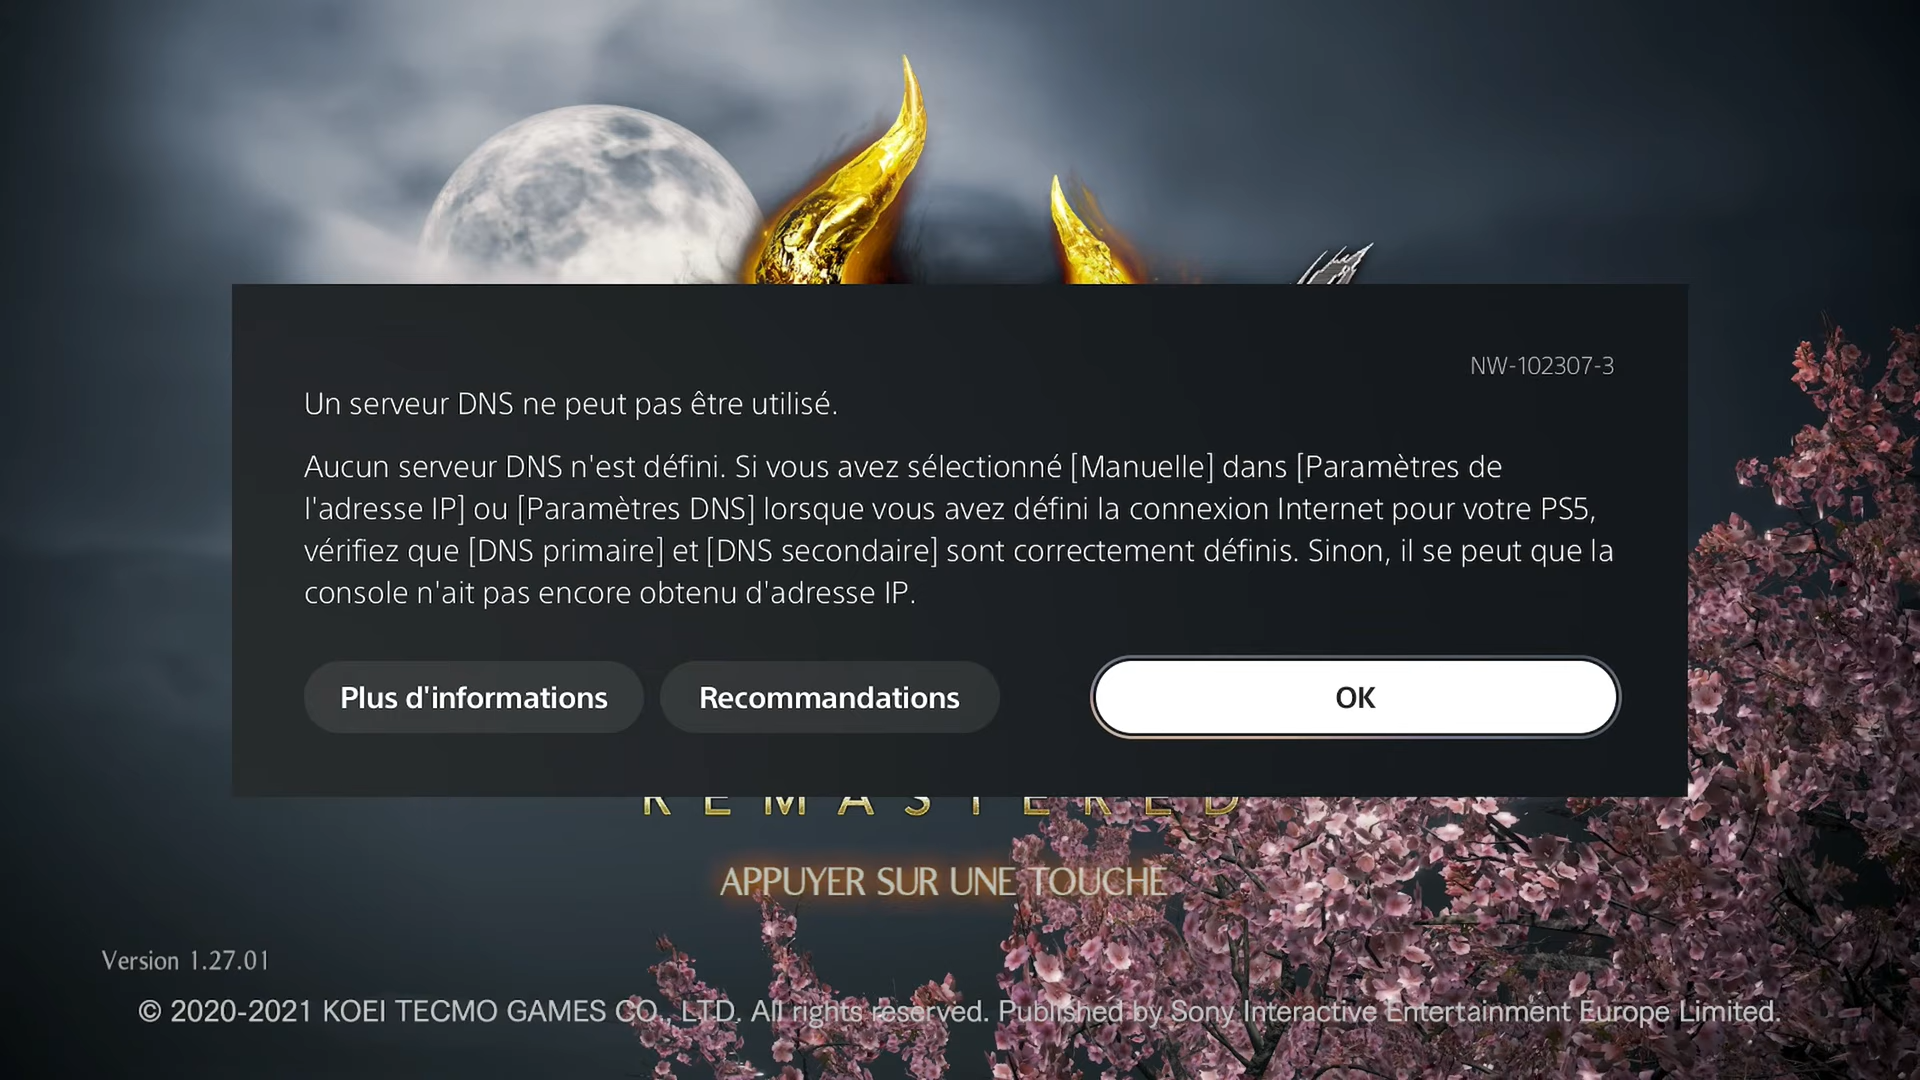 NW-102307-3
Un serveur DNS ne peut pas être utilisé.
Aucun serveur DNS n'est défini. Si vous avez sélectionné [Manuelle] dans [Paramètres de
l'adresse IP] ou [Paramètres DNS] lorsque vous avez défini la connexion Internet pour votre PS5,
vérifiez que [DNS primaire] et [DNS secondaire] sont correctement définis. Sinon, il se peut que la
console n'ait pas encore obtenu d'adresse IP.
Plus d'informations
Recommandations
OK
REMASTERED
APPUYER SUR UNE TOUCHE
Version 1.27.01
© 2020-2021 KOEI TECMO GAMES CO., LTD. All rights reserved. Published by Sony Interactive Entertainment Europe Limited.